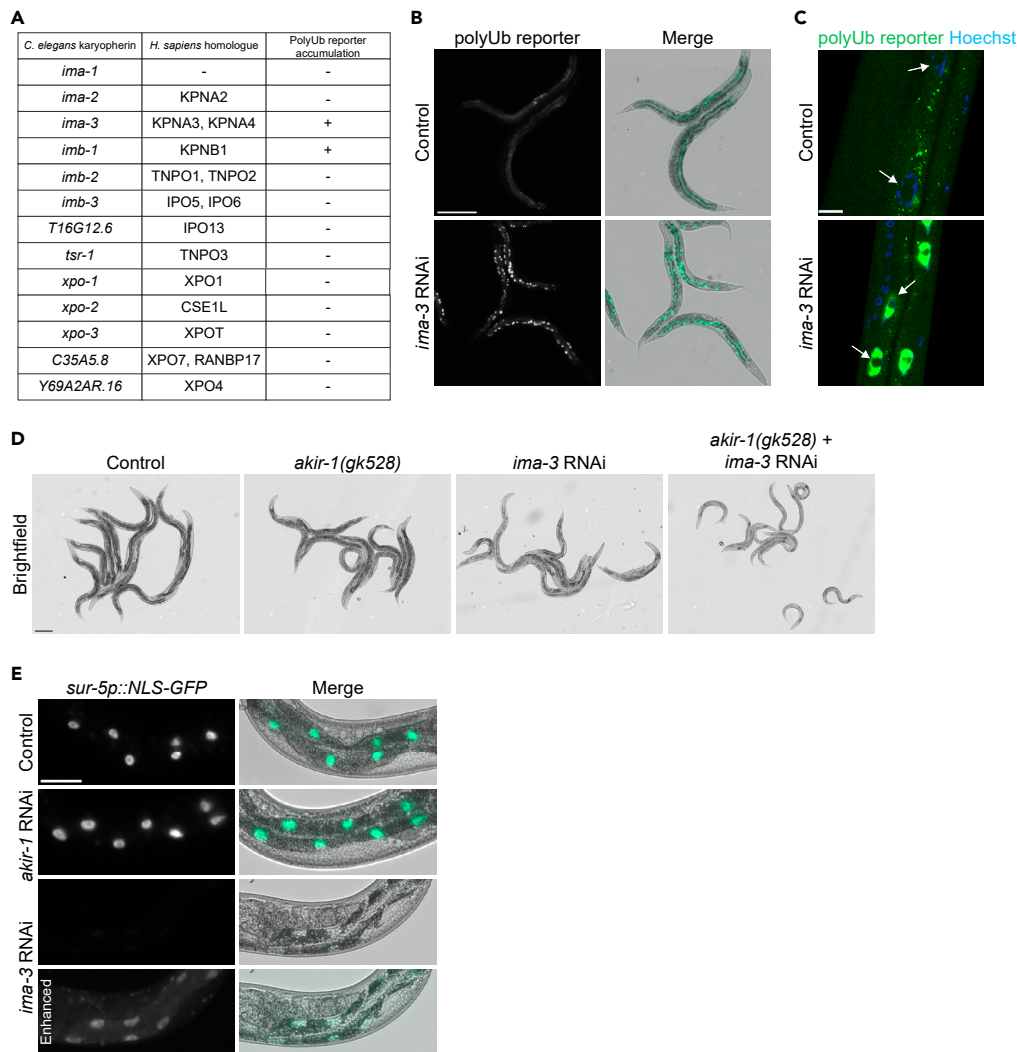 A
C. elegans karyopherin H. sapiens homologue PolyUb reporter accumulation
ima-1 - -
ima-2 KPNA2 -
ima-3 KPNA3, KPNA4 +
imb-1 KPNB1 +
imb-2 TNPO1, TNPO2 -
imb-3 IPO5, IPO6 -
T16G12.6 IPO13 -
tsr-1 TNPO3 -
xpo-1 XPO1 -
xpo-2 CSE1L -
xpo-3 XPOT -
C35A5.8 XPO7, RANBP17 -
Y69A2AR.16 XPO4 -
B
polyUb reporter Merge
Control
ima-3 RNAi
C
polyUb reporter Hoechst
Control
ima-3 RNAi
D
Control akir-1(gk528) ima-3 RNAi akir-1(gk528) +
ima-3 RNAi
Brightfield
E
sur-5p::NLS-GFP Merge
Control
akir-1 RNAi
ima-3 RNAi
Enhanced